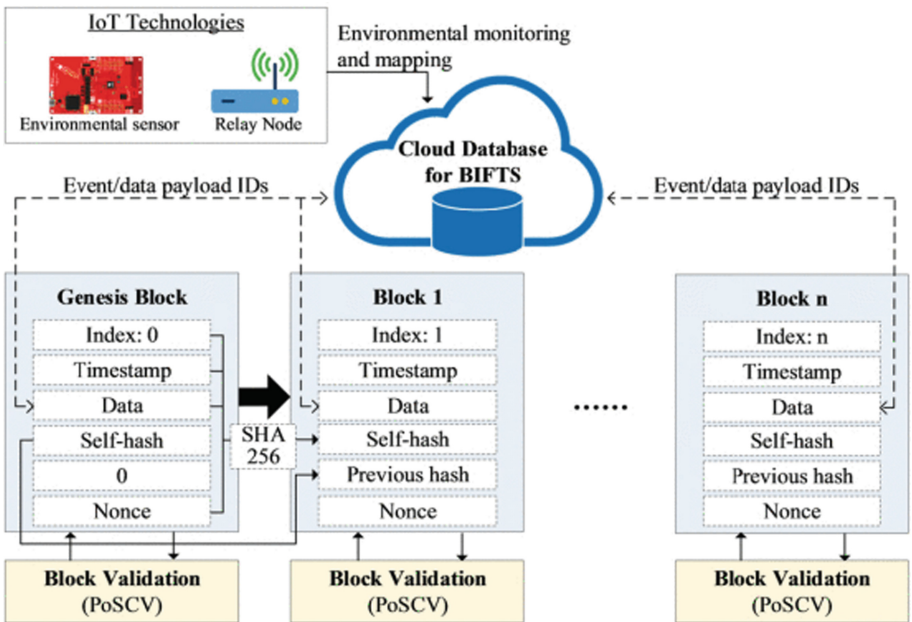 IoT Technologies
Environmental sensor
Relay Node
Environmental monitoring
and mapping
Cloud Database
for BIFTS
Event/data payload IDs
Event/data payload IDs
Genesis Block
Index: 0
Timestamp
Data
Self-hash
0
Nonce
SHA
256
Block 1
Index: 1
Timestamp
Data
Self-hash
Previous hash
Nonce
......
Block n
Index: n
Timestamp
Data
Self-hash
Previous hash
Nonce
Block Validation
(PoSCV)
Block Validation
(PoSCV)
Block Validation
(PoSCV)